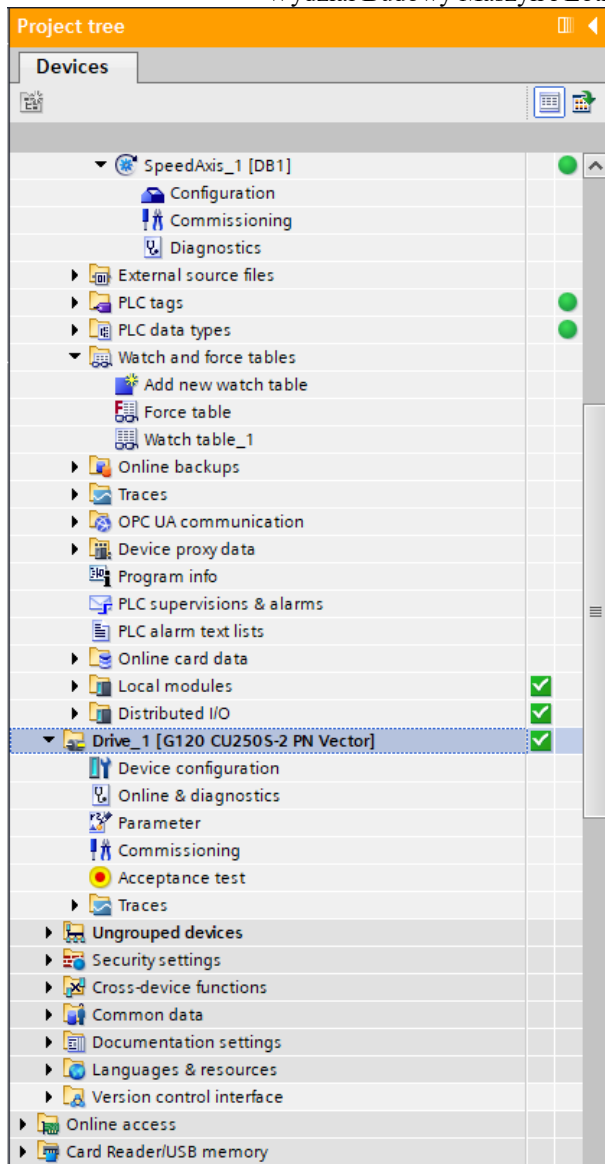 Project tree
Devices
SpeedAxis_1 [DB1]
Configuration
Commissioning
Diagnostics
External source files
PLC tags
PLC data types
Watch and force tables
Add new watch table
Force table
Watch table_1
Online backups
Traces
OPC UA communication
Device proxy data
Program info
PLC supervisions & alarms
PLC alarm text lists
Online card data
Local modules
Distributed I/O
Drive_1 [G120 CU250S-2 PN Vector]
Device configuration
Online & diagnostics
Parameter
Commissioning
Acceptance test
Traces
Ungrouped devices
Security settings
Cross-device functions
Common data
Documentation settings
Languages & resources
Version control interface
Online access
Card Reader/USB memory